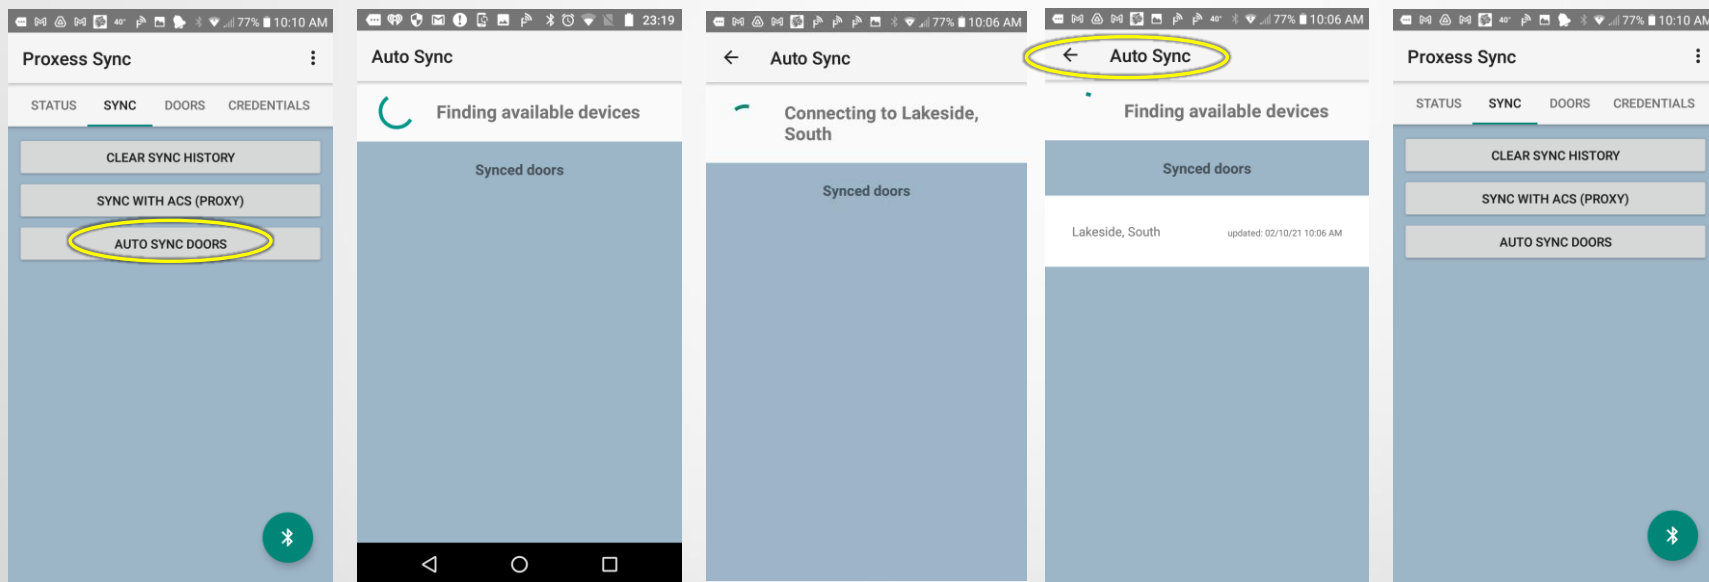 40° 77% 10:10 AM
Proxess Sync
STATUS SYNC DOORS CREDENTIALS
CLEAR SYNC HISTORY
SYNC WITH ACS (PROXY)
AUTO SYNC DOORS
23:19
Auto Sync
Finding available devices
Synced doors
77% 10:06 AM
Auto Sync
Connecting to Lakeside,
South
Synced doors
40° 77% 10:06 AM
Auto Sync
Finding available devices
Synced doors
Lakeside, South updated: 02/10/21 10:06 AM
40° 77% 10:10 AM
Proxess Sync
STATUS SYNC DOORS CREDENTIALS
CLEAR SYNC HISTORY
SYNC WITH ACS (PROXY)
AUTO SYNC DOORS